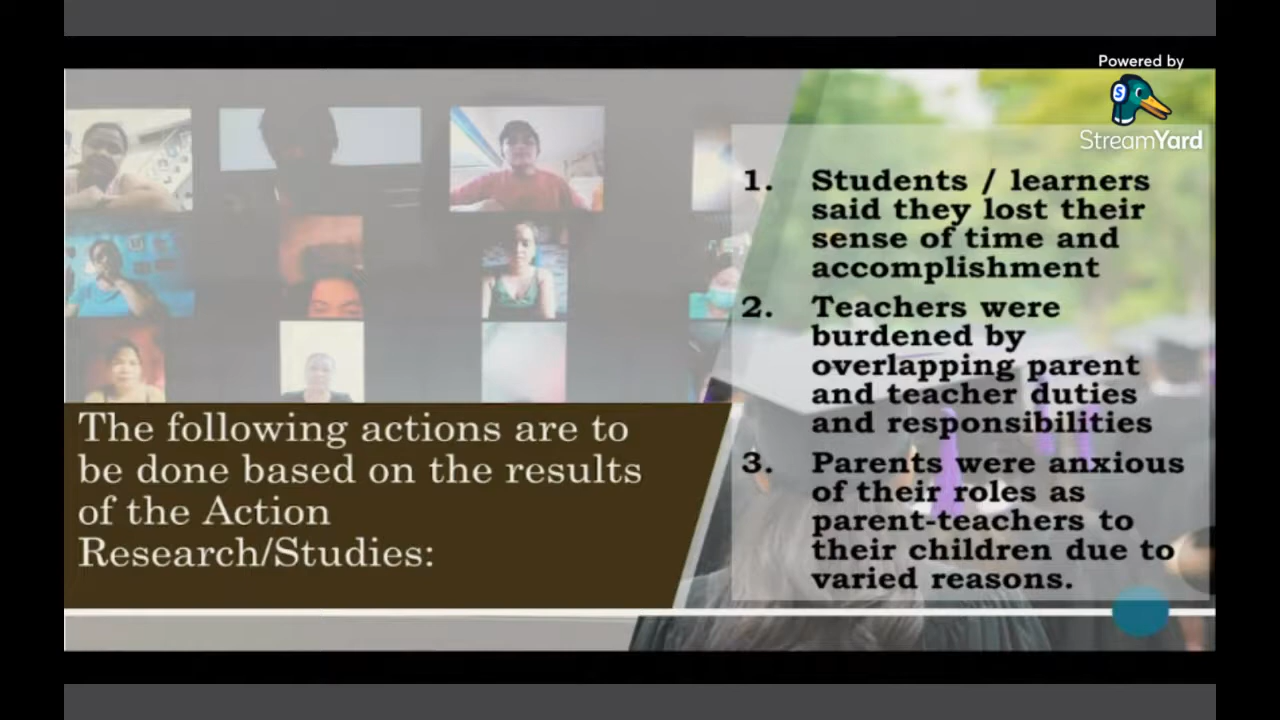 Powered by
StreamYard
1. Students / learners
said they lost their
sense of time and
accomplishment
2. Teachers were
burdened by
overlapping parent
and teacher duties
and responsibilities
3. Parents were anxious
of their roles as
parent-teachers to
their children due to
varied reasons.
The following actions are to
be done based on the results
of the Action
Research/Studies: